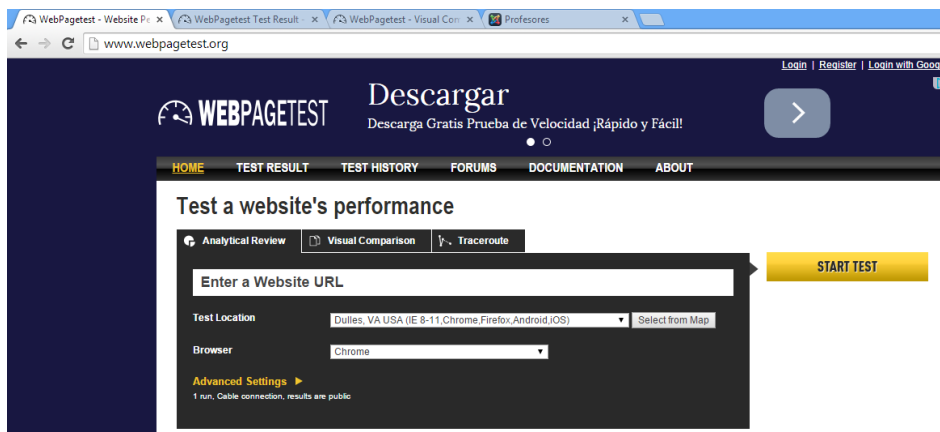 WebPagetest - Website Pe
WebPagetest Test Result -
WebPagetest - Visual Con
Profesores
www.webpagetest.org
Login | Register | Login with Goog
WEBPAGETEST
Descargar
Descarga Gratis Prueba de Velocidad ¡Rápido y Fácil!
HOME TEST RESULT TEST HISTORY FORUMS DOCUMENTATION ABOUT
Test a website's performance
Analytical Review Visual Comparison Traceroute
START TEST
Enter a Website URL
Test Location Dulles, VA USA (IE 8-11,Chrome,Firefox,Android,iOS) Select from Map
Browser Chrome
Advanced Settings
1 run, Cable connection, results are public